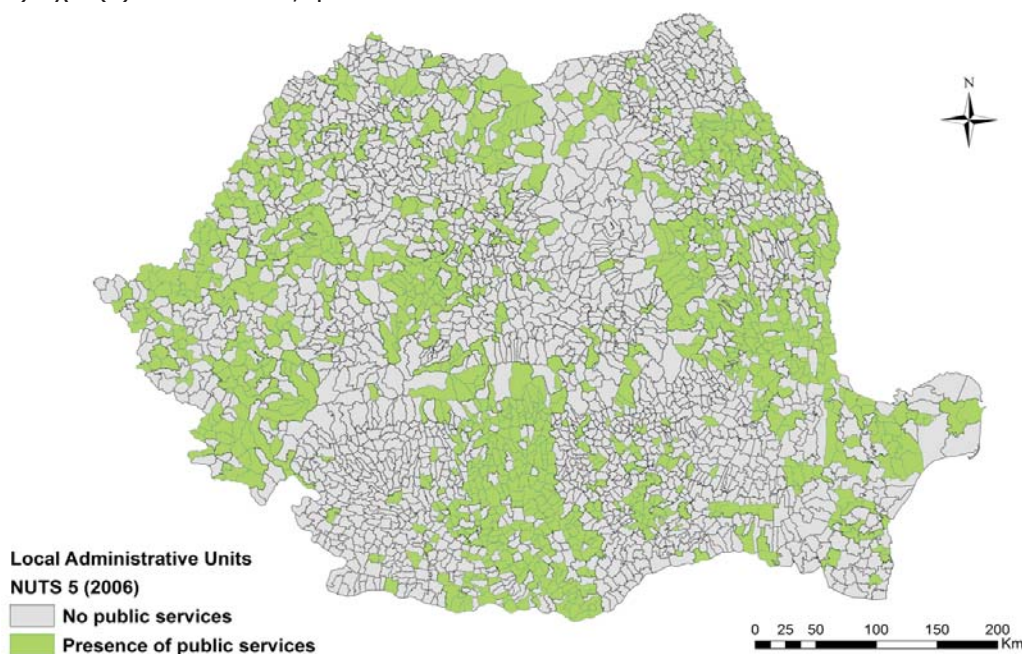 N
Local Administrative Units
NUTS 5 (2006)
No public services
Presence of public services
0 25 50 100 150 200
Km